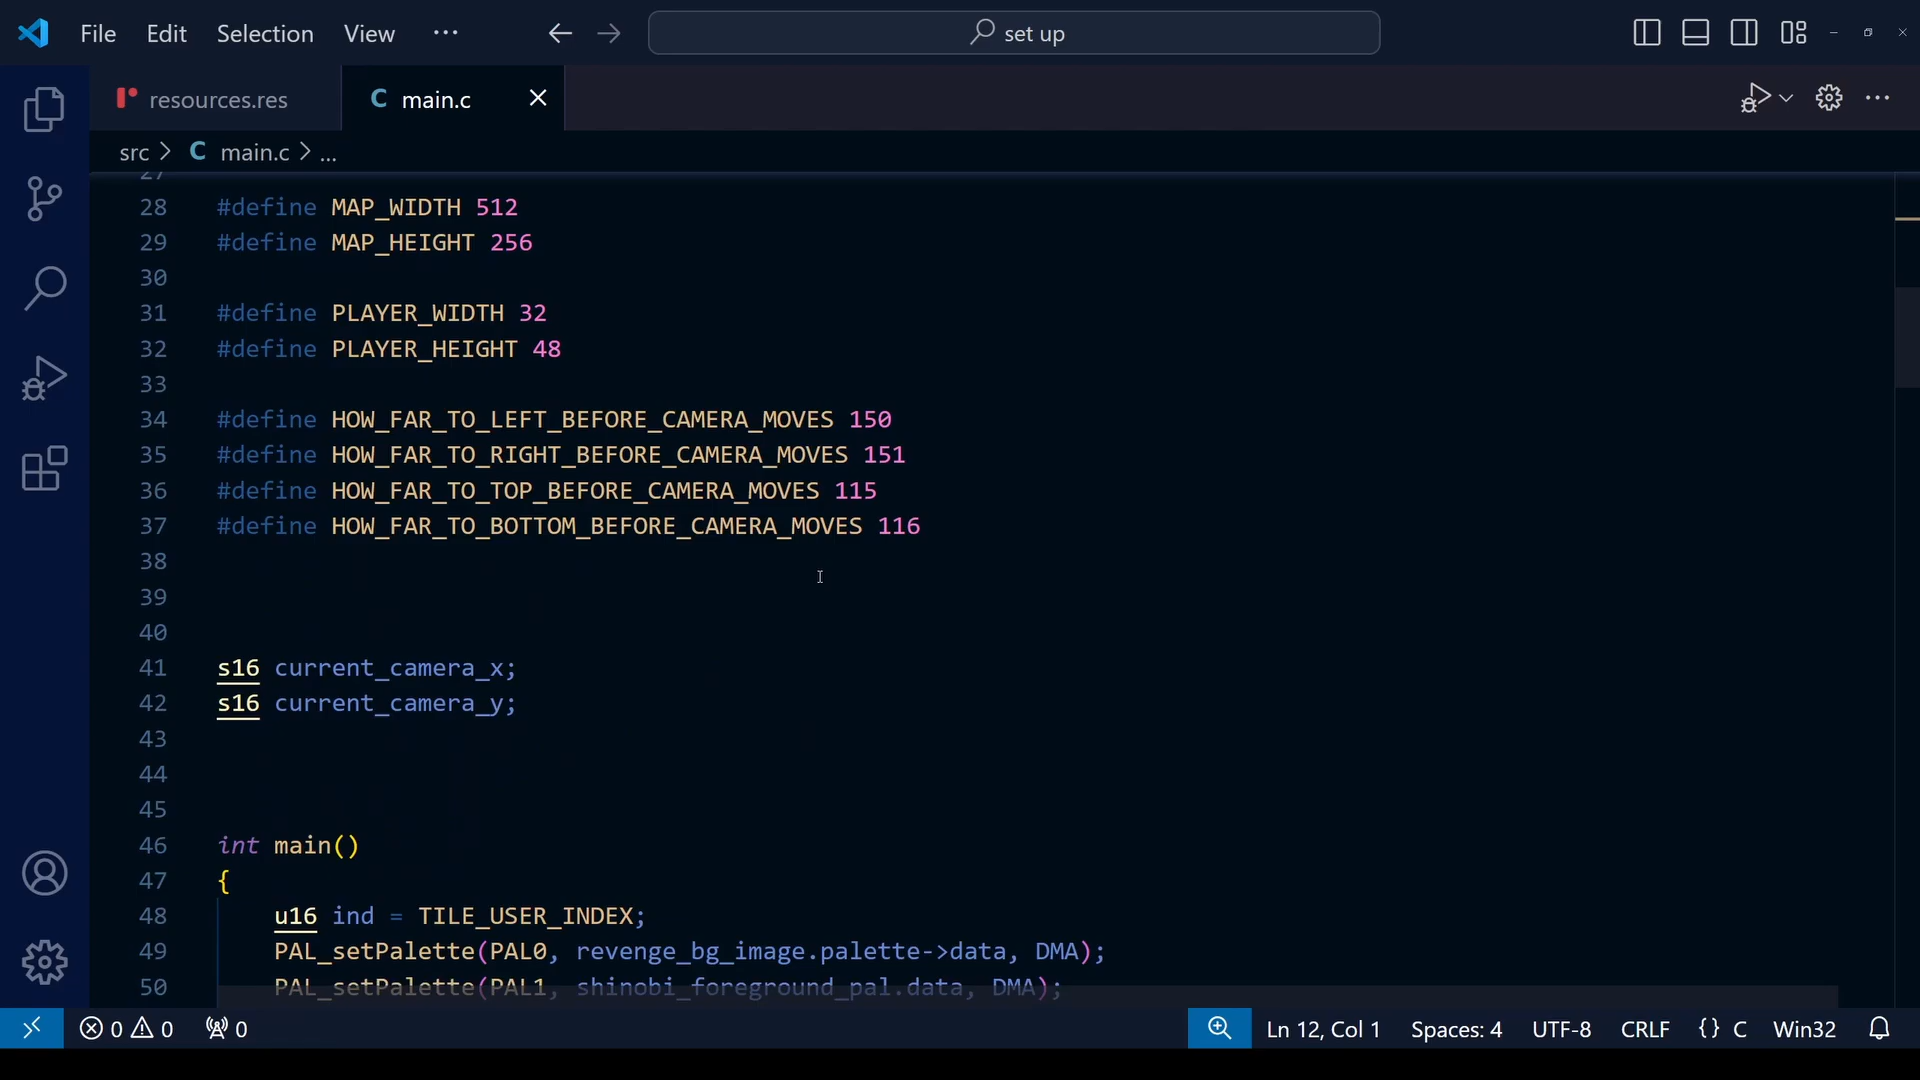 File Edit Selection View ··· set up
resources.res
C main.c
src > C main.c > ...
27
28 #define MAP_WIDTH 512
29 #define MAP_HEIGHT 256
30
31 #define PLAYER_WIDTH 32
32 #define PLAYER_HEIGHT 48
33
34 #define HOW_FAR_TO_LEFT_BEFORE_CAMERA_MOVES 150
35 #define HOW_FAR_TO_RIGHT_BEFORE_CAMERA_MOVES 151
36 #define HOW_FAR_TO_TOP_BEFORE_CAMERA_MOVES 115
37 #define HOW_FAR_TO_BOTTOM_BEFORE_CAMERA_MOVES 116
38
39
40
41 s16 current_camera_x;
42 s16 current_camera_y;
43
44
45
46 int main()
47 {
48 u16 ind = TILE_USER_INDEX;
49 PAL_setPalette(PAL0, revenge_bg_image.palette->data, DMA);
50 PAL_setPalette(PAL1, shinobi_foreground_pal.data, DMA);
0 0 0 Ln 12, Col 1 Spaces: 4 UTF-8 CRLF {} C Win32